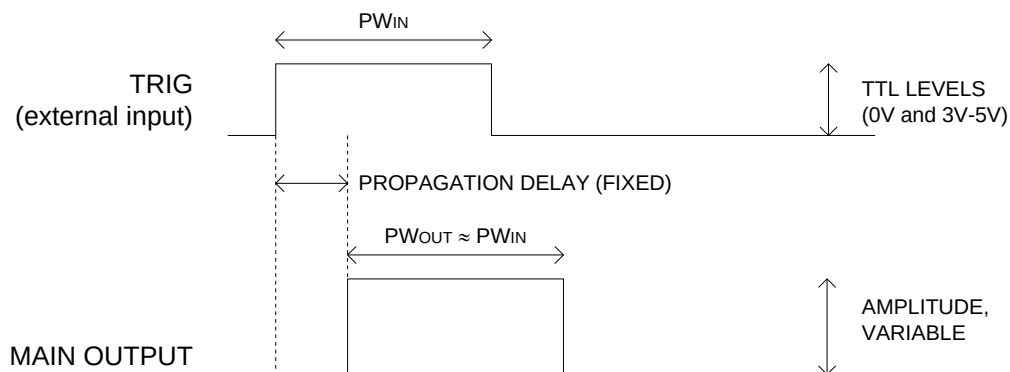 PWIN
TRIG
(external input)
TTL LEVELS
(0V and 3V-5V)
PROPAGATION DELAY (FIXED)
PWOUT ≈ PWIN
AMPLITUDE,
VARIABLE
MAIN OUTPUT